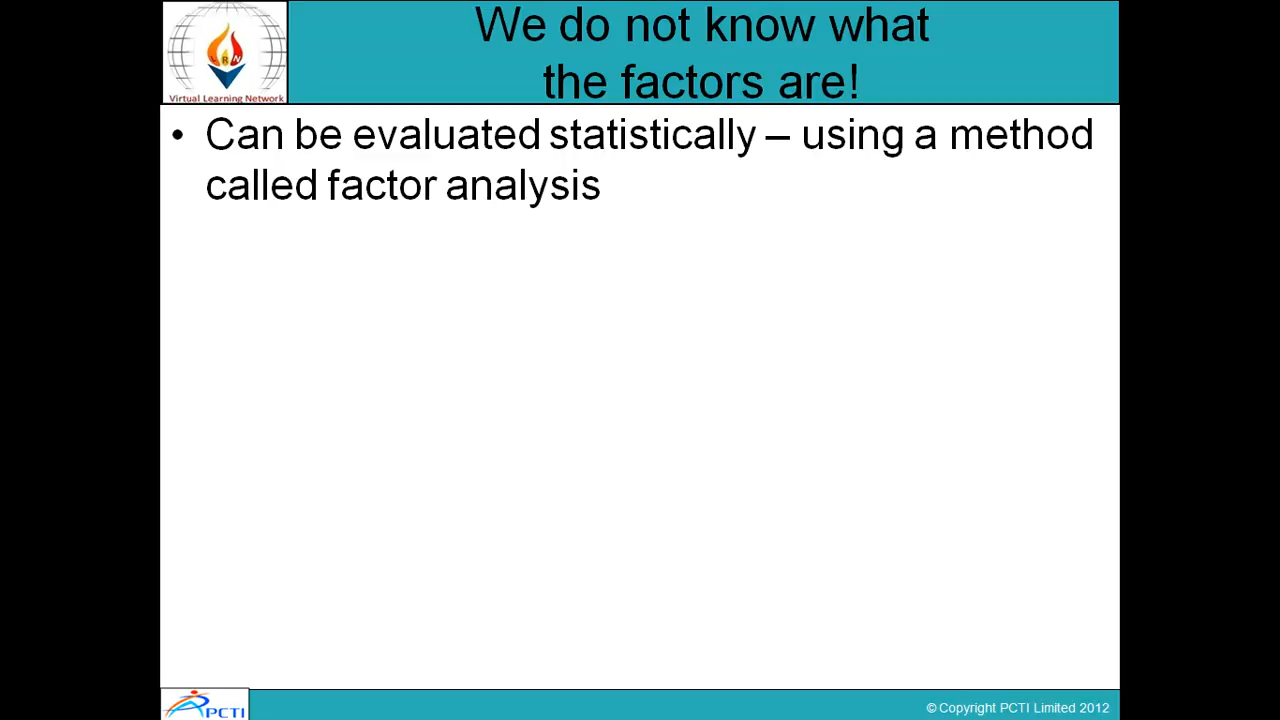 We do not know what
the factors are!
LRN
Virtual Learning Network
• Can be evaluated statistically – using a method
called factor analysis
PCTI
© Copyright PCTI Limited 2012